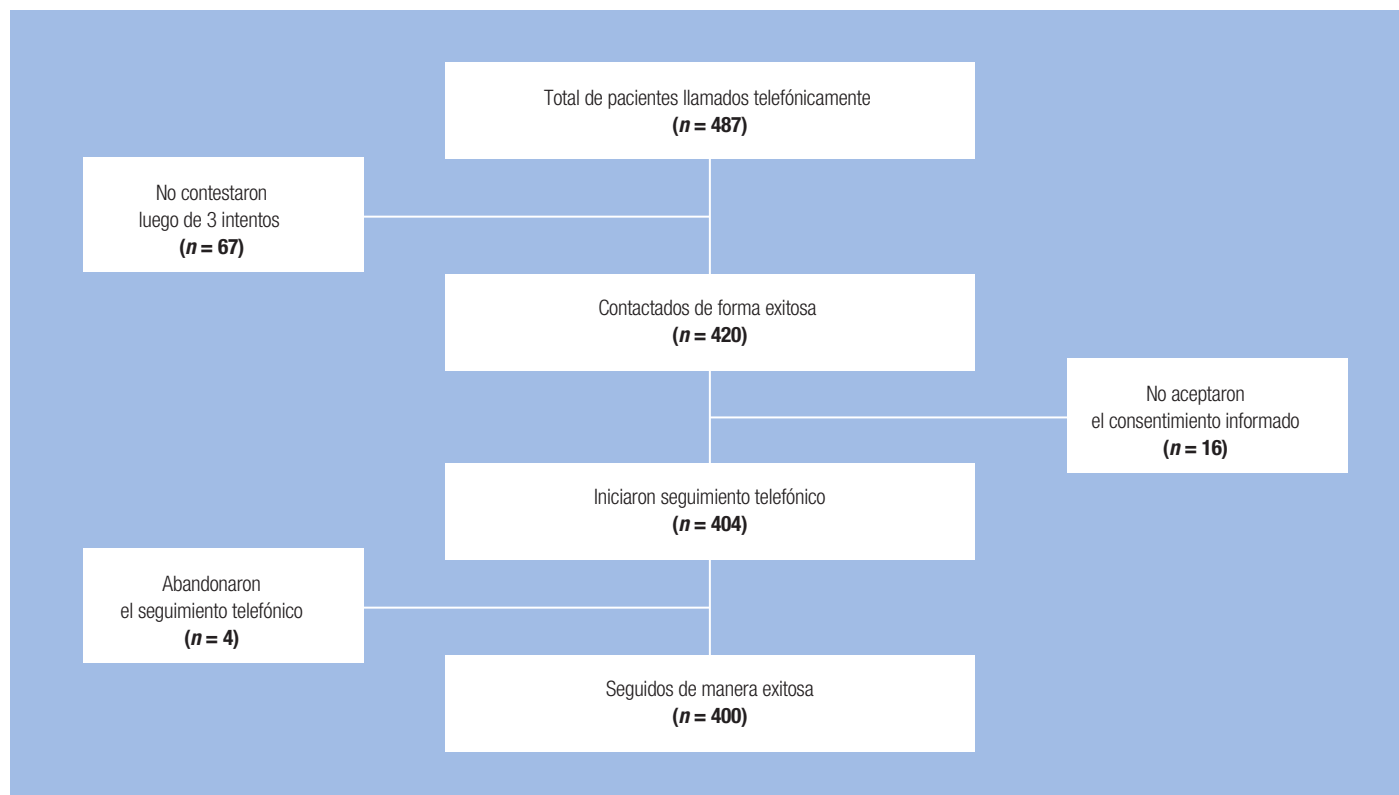 Total de pacientes llamados telefónicamente
(n = 487)
No contestaron
luego de 3 intentos
(n = 67)
Contactados de forma exitosa
(n = 420)
No aceptaron
el consentimiento informado
(n = 16)
Iniciaron seguimiento telefónico
(n = 404)
Abandonaron
el seguimiento telefónico
(n = 4)
Seguidos de manera exitosa
(n = 400)